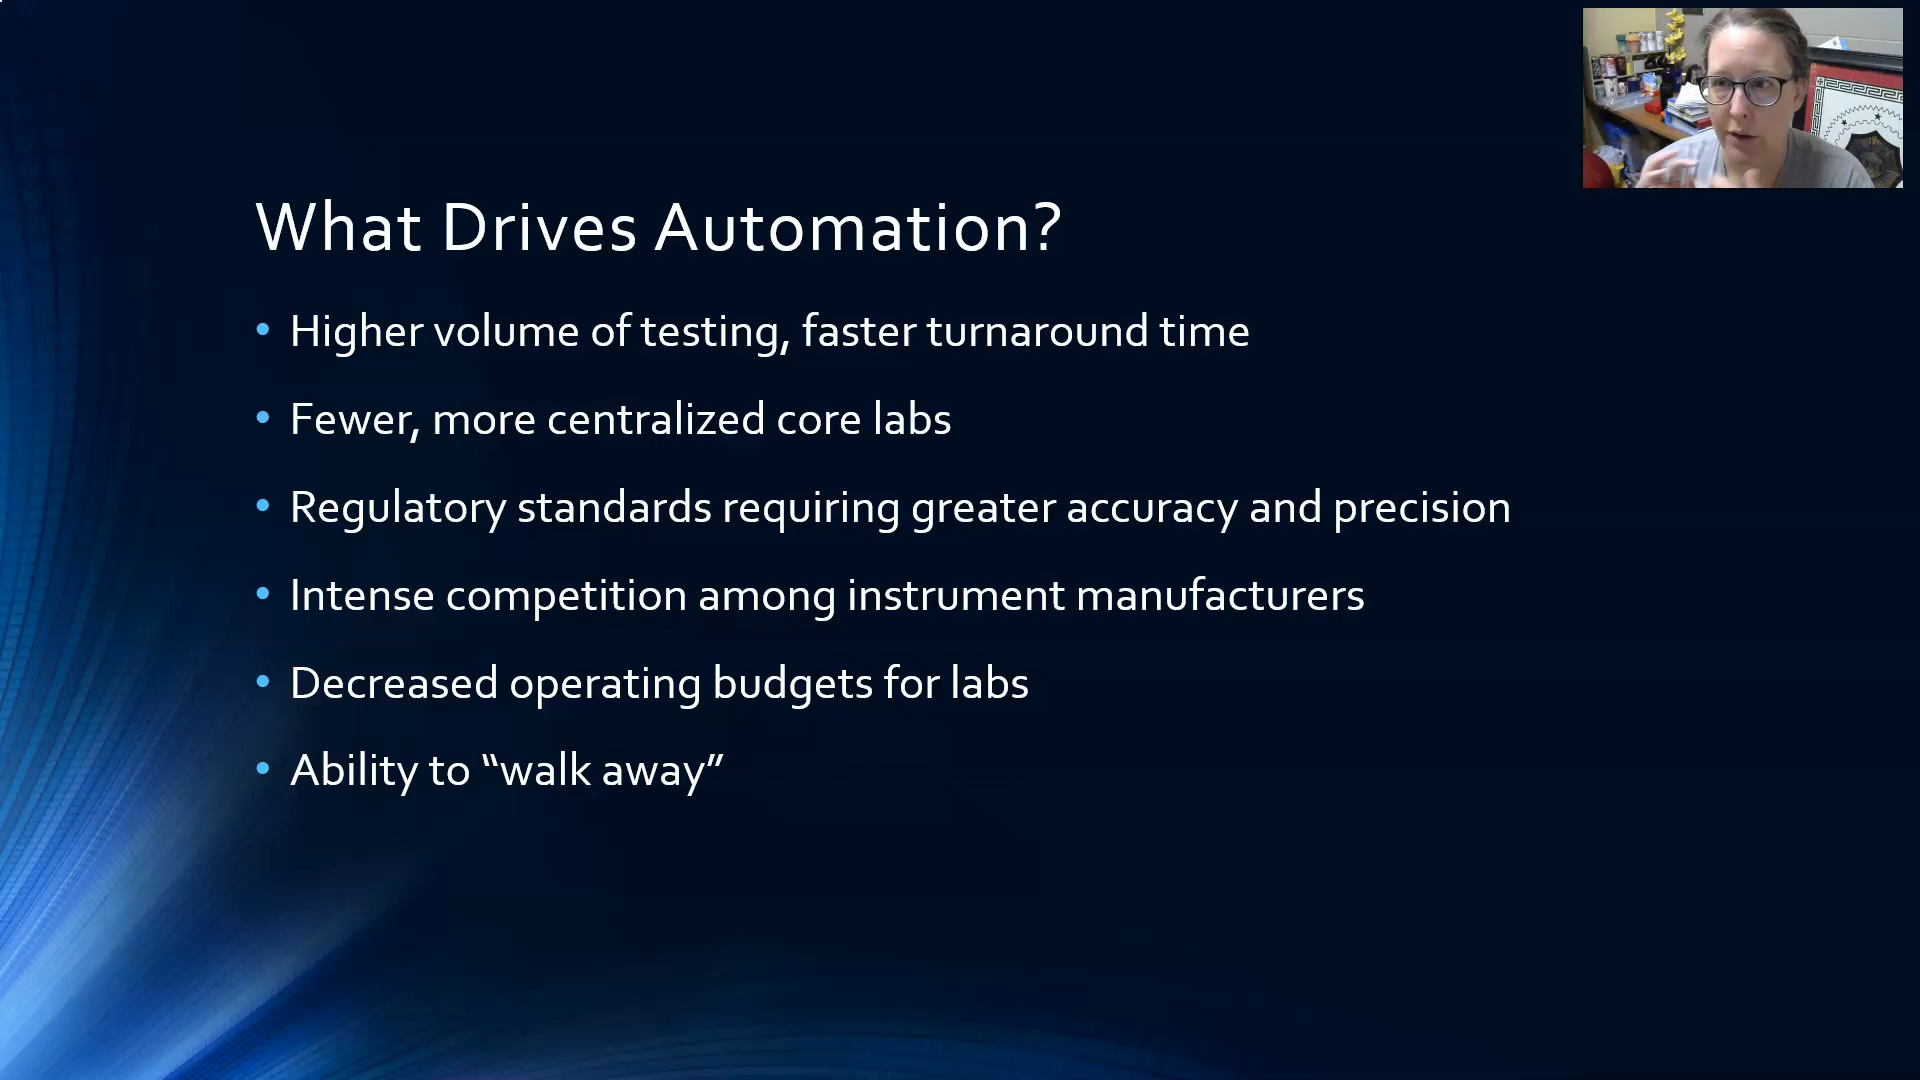 What Drives Automation?
• Higher volume of testing, faster turnaround time
• Fewer, more centralized core labs
• Regulatory standards requiring greater accuracy and precision
• Intense competition among instrument manufacturers
• Decreased operating budgets for labs
• Ability to “walk away”